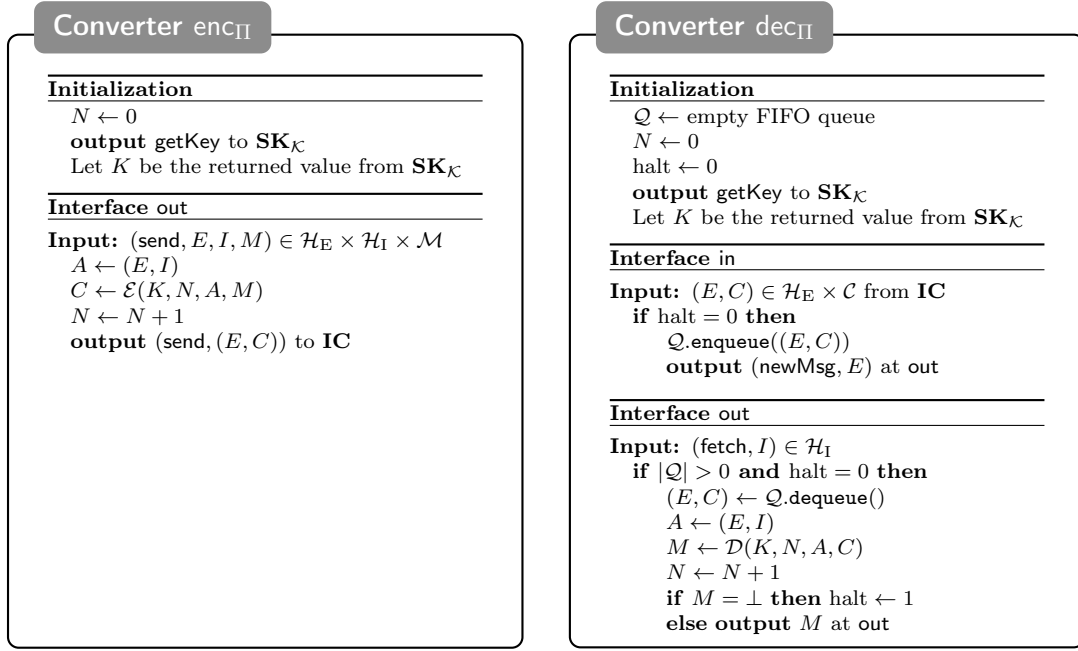 Converter enc_Π
Initialization
N ← 0
output getKey to SK_𝒦
Let K be the returned value from SK_𝒦
Interface out
Input: (send, E, I, M) ∈ ℋ_E × ℋ_I × ℳ
A ← (E, I)
C ← ℰ(K, N, A, M)
N ← N + 1
output (send, (E, C)) to IC
Converter dec_Π
Initialization
𝒬 ← empty FIFO queue
N ← 0
halt ← 0
output getKey to SK_𝒦
Let K be the returned value from SK_𝒦
Interface in
Input: (E, C) ∈ ℋ_E × 𝒞 from IC
if halt = 0 then
𝒬.enqueue((E, C))
output (newMsg, E) at out
Interface out
Input: (fetch, I) ∈ ℋ_I
if |𝒬| > 0 and halt = 0 then
(E, C) ← 𝒬.dequeue()
A ← (E, I)
M ← 𝒟(K, N, A, C)
N ← N + 1
if M = ⊥ then halt ← 1
else output M at out